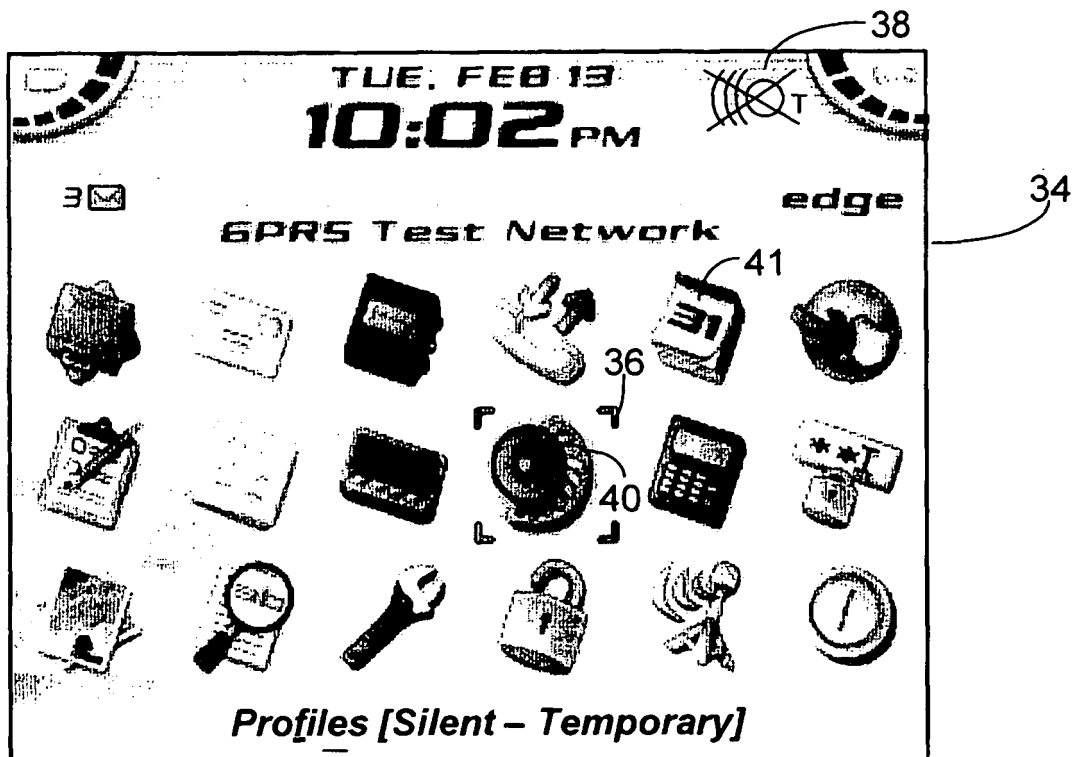 38
TUE, FEB 13
10:02 PM
T
3
edge
34
GPRS Test Network
41
31
36
40
**I
Profiles [Silent – Temporary]